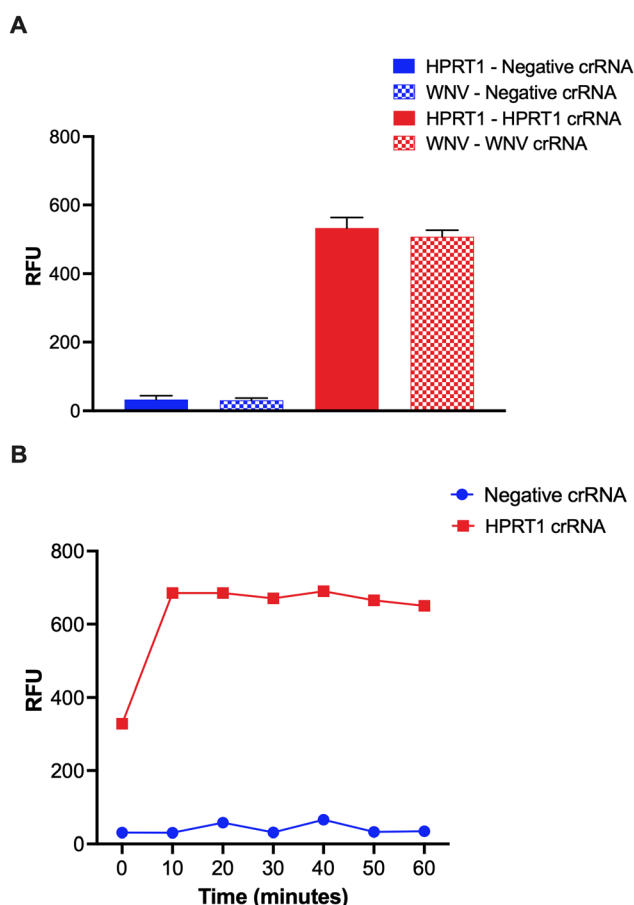 A
HPRT1 - Negative crRNA
WNV - Negative crRNA
HPRT1 - HPRT1 crRNA
WNV - WNV crRNA
800
600
400
200
0
RFU
B
Negative crRNA
HPRT1 crRNA
800
600
400
200
0
RFU
0 10 20 30 40 50 60
Time (minutes)